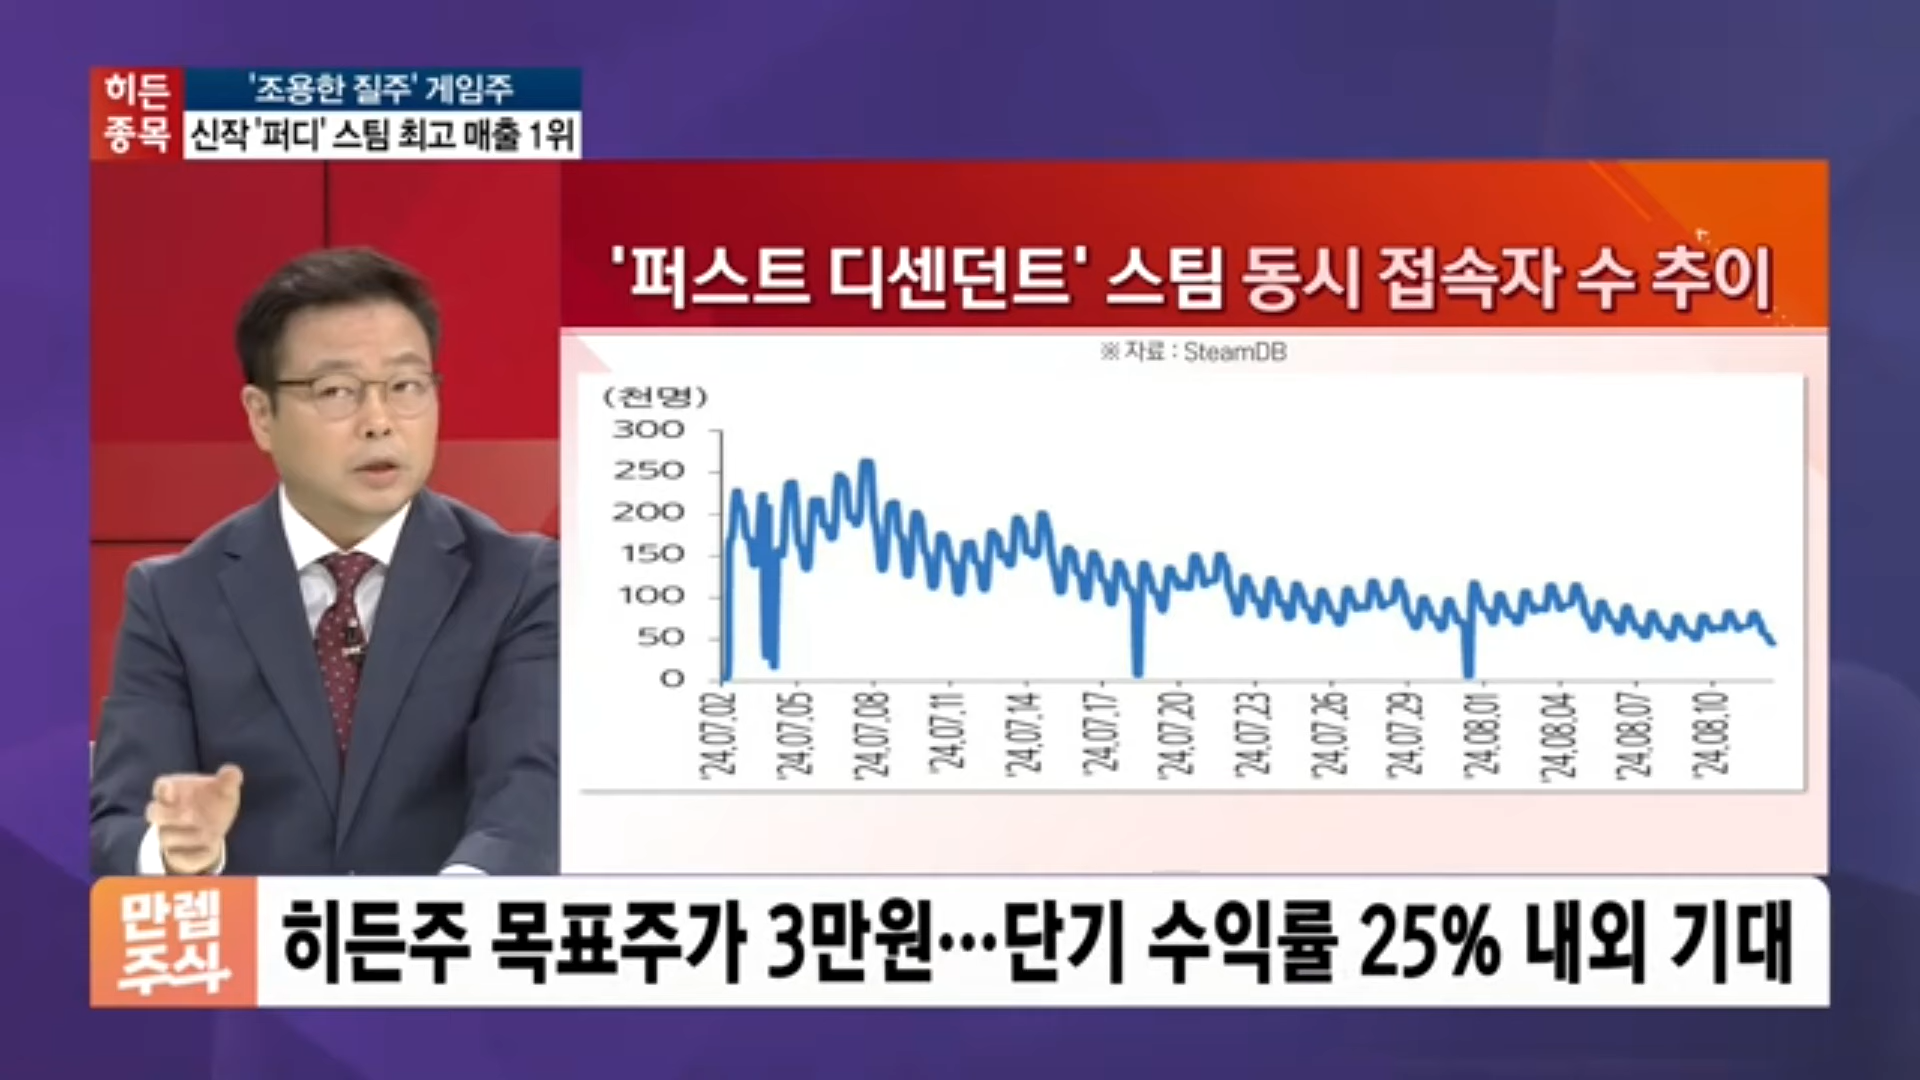 히든
종목
'조용한 질주' 게임주
신작 '퍼디' 스팀 최고 매출 1위
'퍼스트 디센던트' 스팀 동시 접속자 수 추이
※ 자료 : SteamDB
(천명)
300
250
200
150
100
50
0
'24.07.02
'24.07.05
'24.07.08
'24.07.11
'24.07.14
'24.07.17
'24.07.20
'24.07.23
'24.07.26
'24.07.29
'24.08.01
'24.08.04
'24.08.07
'24.08.10
만렙
주식
히든주 목표주가 3만원…단기 수익률 25% 내외 기대